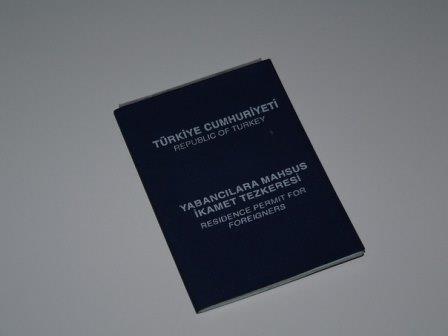 TÜRKİYE CUMHURİYETİ
REPUBLIC OF TURKEY
YABANCILARA MAHSUS
İKAMET TEZKERESİ
RESIDENCE PERMIT FOR
FOREIGNERS